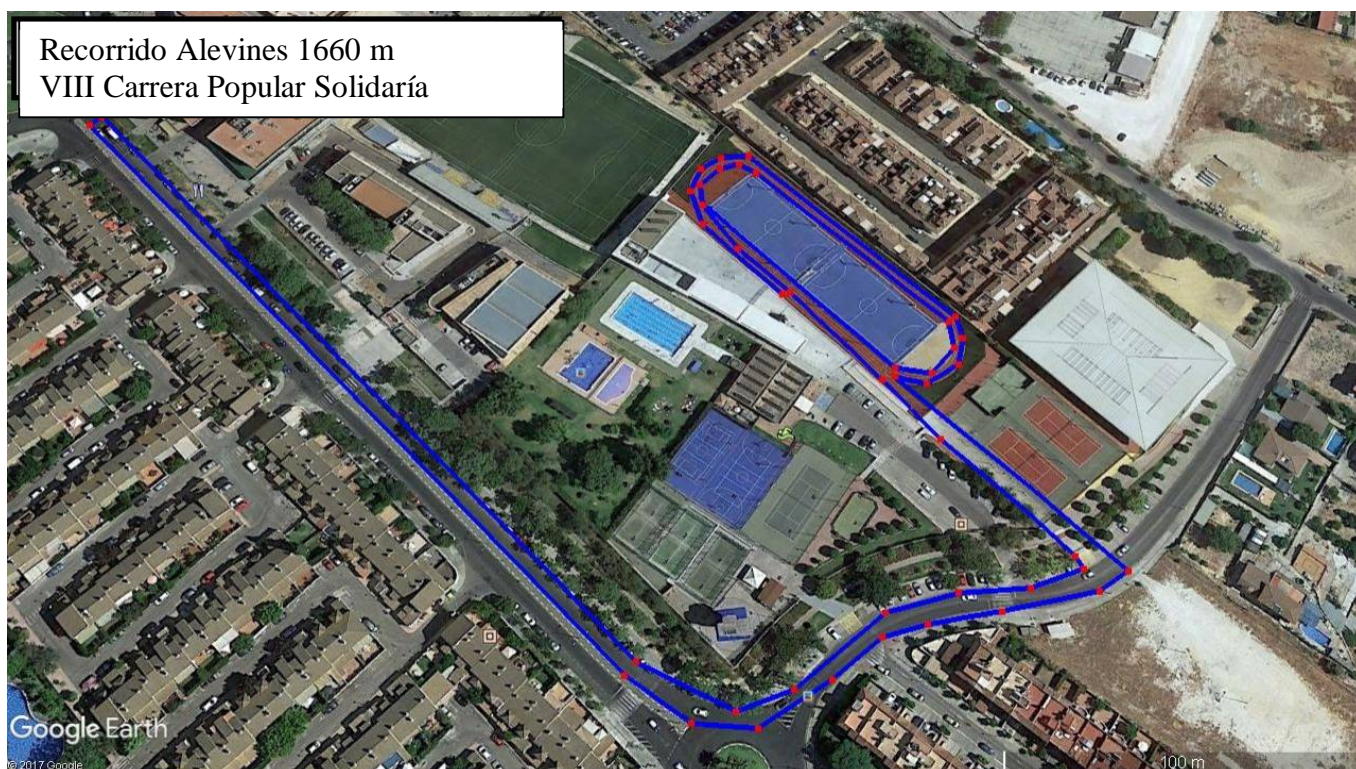 Recorrido Alevines 1660 m
VIII Carrera Popular Solidaría
Google Earth
© 2017 Google
100 m